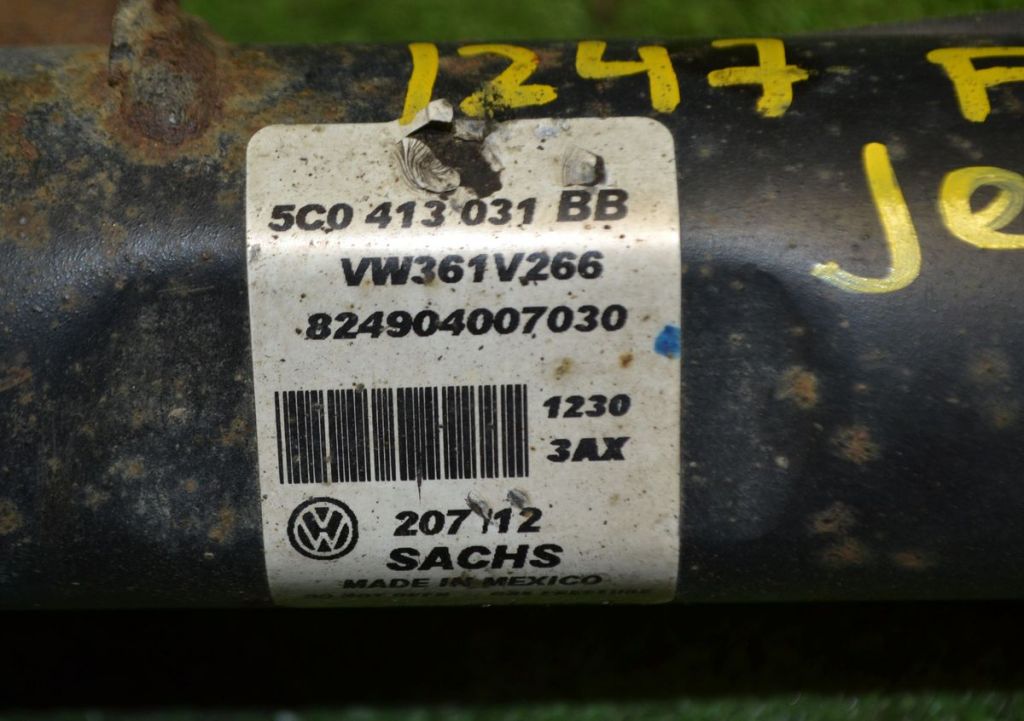 1247 F
Je
5C0 413 031 BB
VW361V266
824904007030
1230
3AX
207/12
SACHS
MADE IN MEXICO